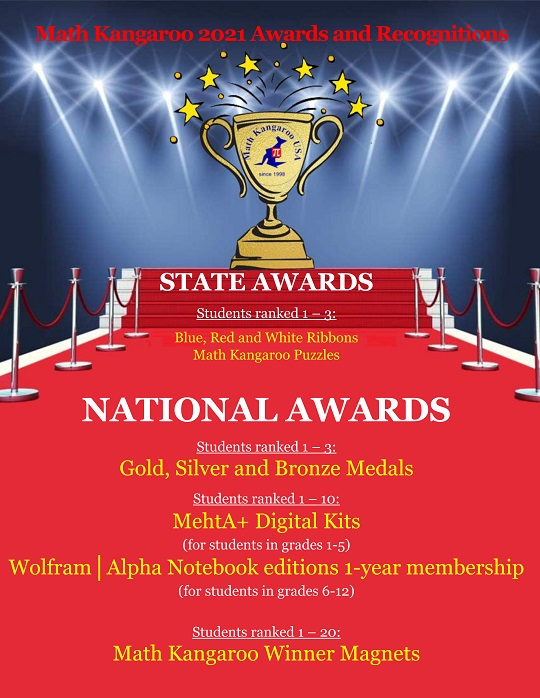 Math Kangaroo 2021 Awards and Recognitions
Math Kangaroo USA
π
since 1998
STATE AWARDS
Students ranked 1 – 3:
Blue, Red and White Ribbons
Math Kangaroo Puzzles
NATIONAL AWARDS
Students ranked 1 – 3:
Gold, Silver and Bronze Medals
Students ranked 1 – 10:
MehtA+ Digital Kits
(for students in grades 1-5)
Wolfram | Alpha Notebook editions 1-year membership
(for students in grades 6-12)
Students ranked 1 – 20:
Math Kangaroo Winner Magnets